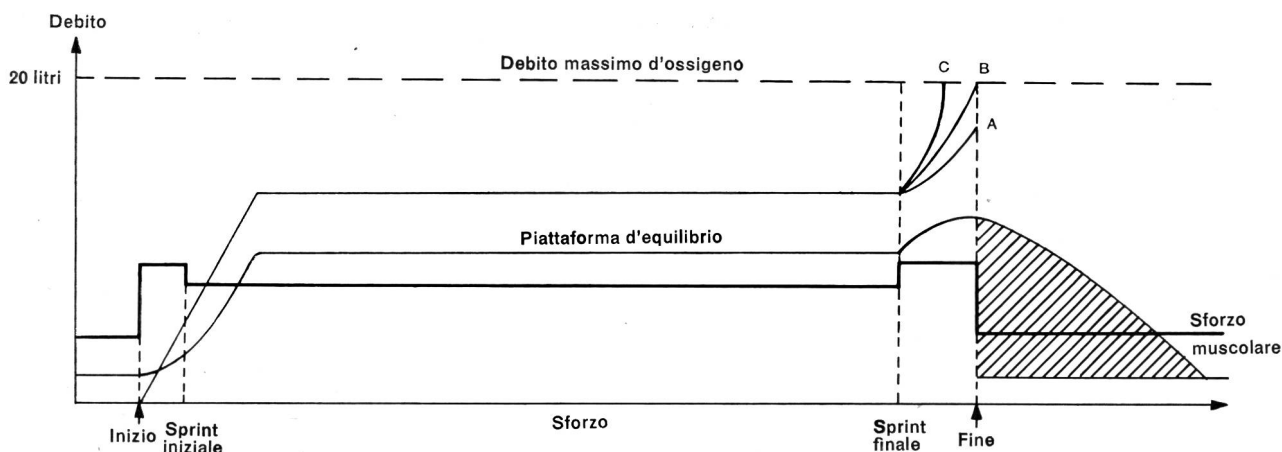 Debito
20 litri
Debito massimo d'ossigeno
C
B
A
Piattaforma d'equilibrio
Sforzo
muscolare
Inizio
Sprint
iniziale
Sforzo
Sprint
finale
Fine